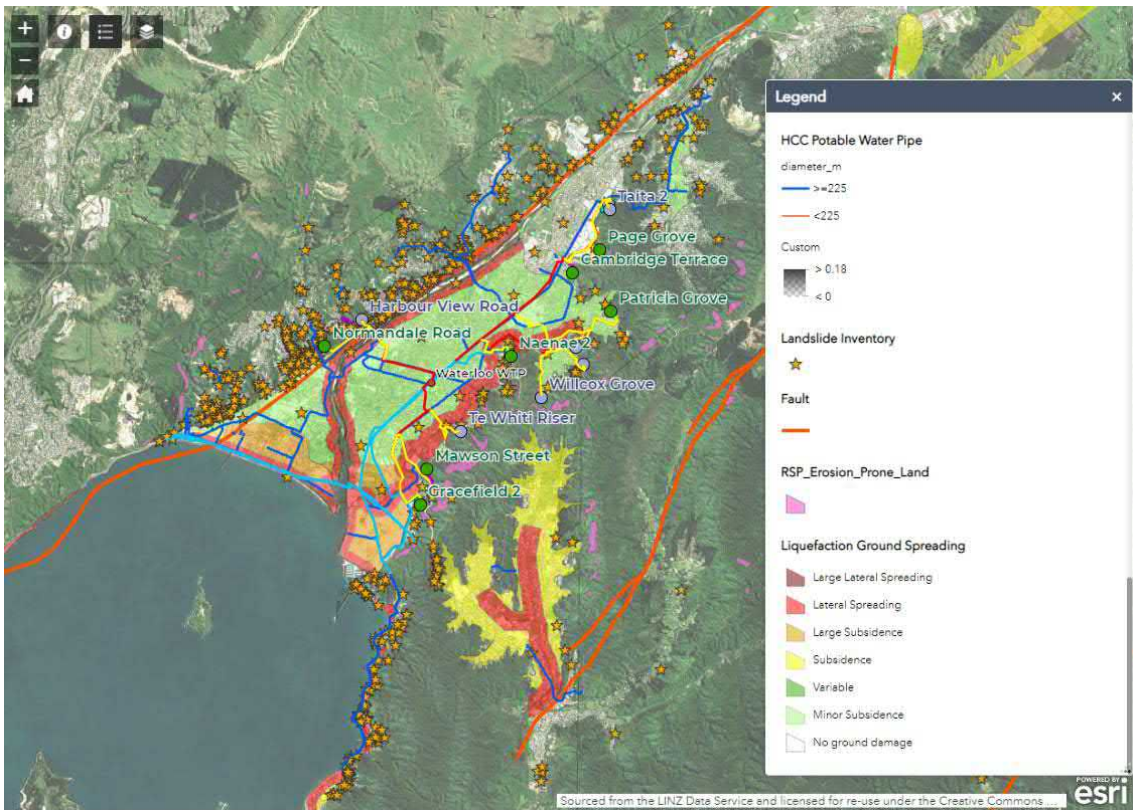 +
i
−
Legend
×
HCC Potable Water Pipe
diameter_m
>=225
<225
Custom
> 0.18
< 0
Landslide Inventory
Fault
RSP_Erosion_Prone_Land
Liquefaction Ground Spreading
Large Lateral Spreading
Lateral Spreading
Large Subsidence
Subsidence
Variable
Minor Subsidence
No ground damage
Taita 2
Page Grove
Cambridge Terrace
Patricia Grove
Harbour View Road
Normandale Road
Naenae 2
Waterloo WTP
Willcox Grove
Te Whiti Riser
Mawson Street
Gracefield 2
POWERED BY
esri
Sourced from the LINZ Data Service and licensed for re-use under the Creative Commons ...